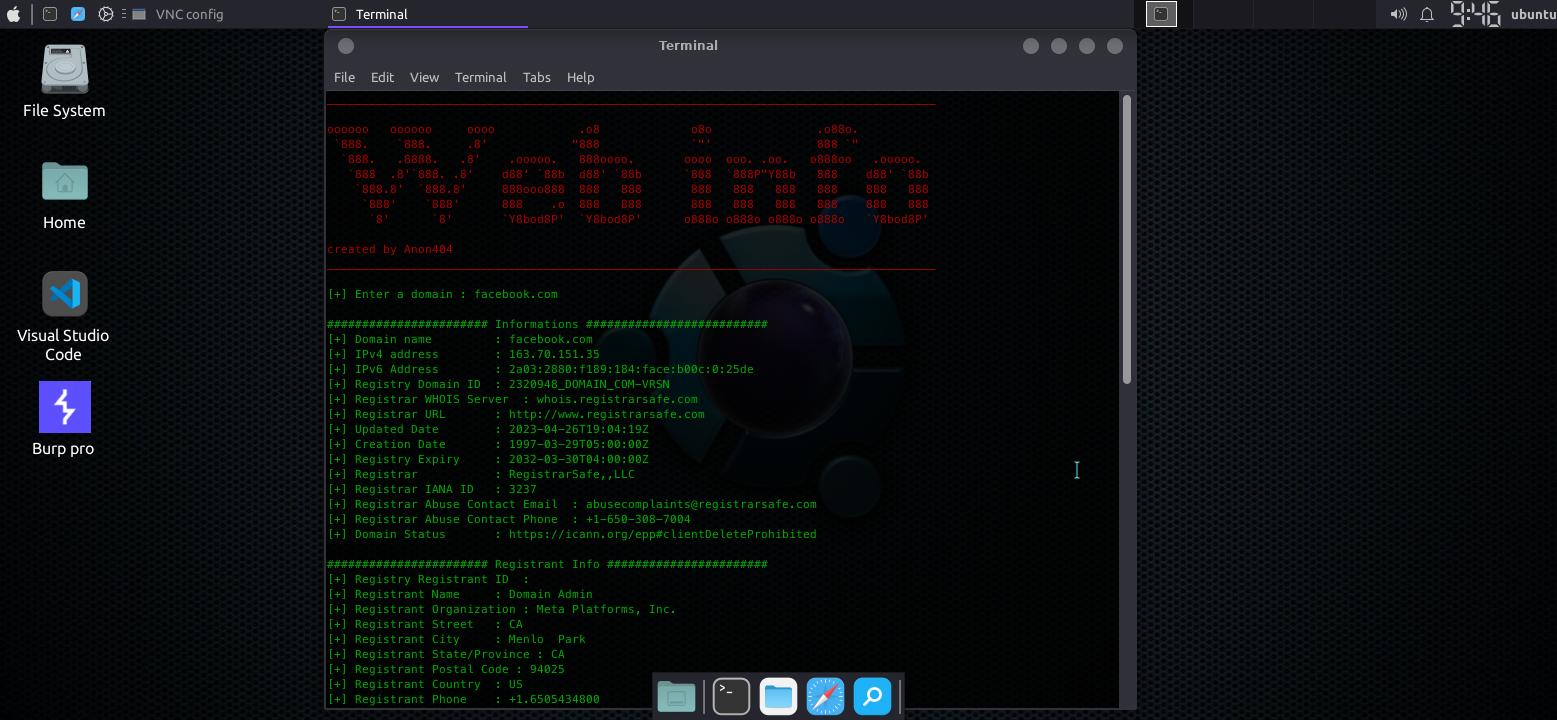 VNC config
Terminal
9:46
ubuntu
Terminal
File Edit View Terminal Tabs Help
File System
Home
Visual Studio
Code
Burp pro
Web info
created by Anon404
[+] Enter a domain : facebook.com
####################### Informations ##########################
[+] Domain name         : facebook.com
[+] IPv4 address        : 163.70.151.35
[+] IPv6 Address        : 2a03:2880:f189:184:face:b00c:0:25de
[+] Registry Domain ID  : 2320948_DOMAIN_COM-VRSN
[+] Registrar WHOIS Server  : whois.registrarsafe.com
[+] Registrar URL       : http://www.registrarsafe.com
[+] Updated Date        : 2023-04-26T19:04:19Z
[+] Creation Date       : 1997-03-29T05:00:00Z
[+] Registry Expiry     : 2032-03-30T04:00:00Z
[+] Registrar           : RegistrarSafe,,LLC
[+] Registrar IANA ID   : 3237
[+] Registrar Abuse Contact Email  : abusecomplaints@registrarsafe.com
[+] Registrar Abuse Contact Phone  : +1-650-308-7004
[+] Domain Status       : https://icann.org/epp#clientDeleteProhibited
####################### Registrant Info #######################
[+] Registry Registrant ID  :
[+] Registrant Name     : Domain Admin
[+] Registrant Organization : Meta Platforms, Inc.
[+] Registrant Street   : CA
[+] Registrant City     : Menlo  Park
[+] Registrant State/Province : CA
[+] Registrant Postal Code : 94025
[+] Registrant Country  : US
[+] Registrant Phone    : +1.6505434800